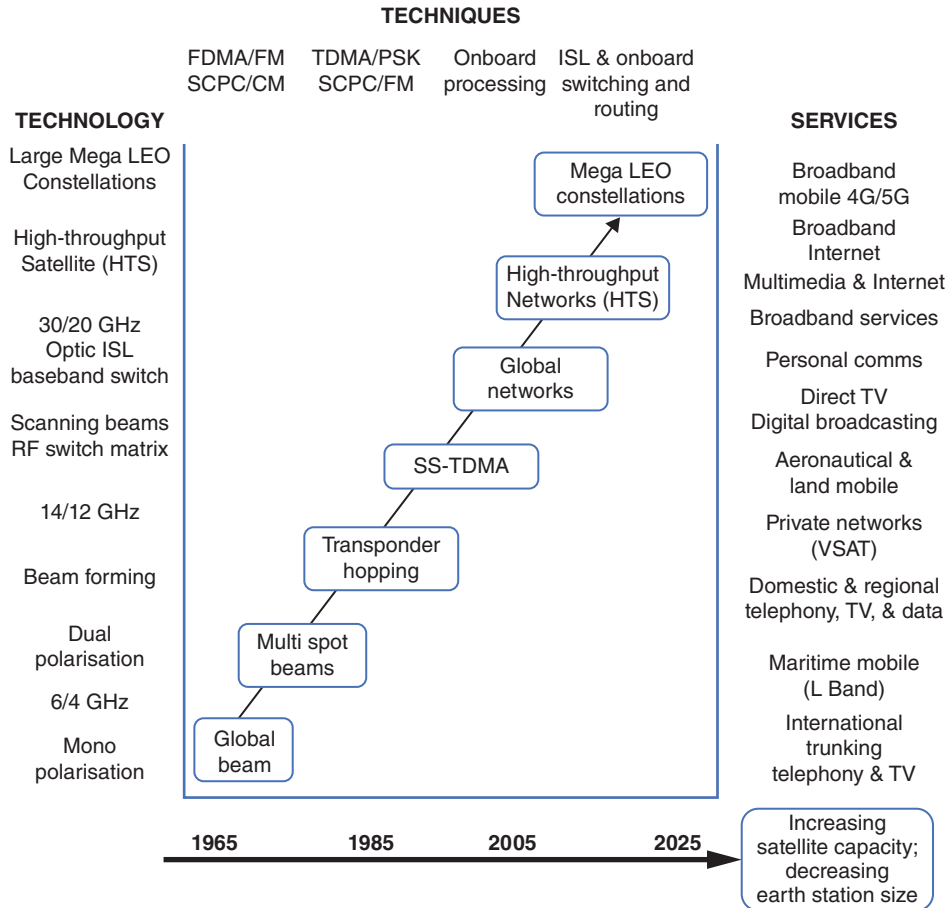 TECHNIQUES
FDMA/FM
SCPC/CM
TDMA/PSK
SCPC/FM
Onboard
processing
ISL & onboard
switching and
routing
TECHNOLOGY
Large Mega LEO
Constellations
High-throughput
Satellite (HTS)
30/20 GHz
Optic ISL
baseband switch
Scanning beams
RF switch matrix
14/12 GHz
Beam forming
Dual
polarisation
6/4 GHz
Mono
polarisation
Mega LEO
constellations
High-throughput
Networks (HTS)
Global
networks
SS-TDMA
Transponder
hopping
Multi spot
beams
Global
beam
SERVICES
Broadband
mobile 4G/5G
Broadband
Internet
Multimedia & Internet
Broadband services
Personal comms
Direct TV
Digital broadcasting
Aeronautical &
land mobile
Private networks
(VSAT)
Domestic & regional
telephony, TV, & data
Maritime mobile
(L Band)
International
trunking
telephony & TV
1965
1985
2005
2025
Increasing
satellite capacity;
decreasing
earth station size